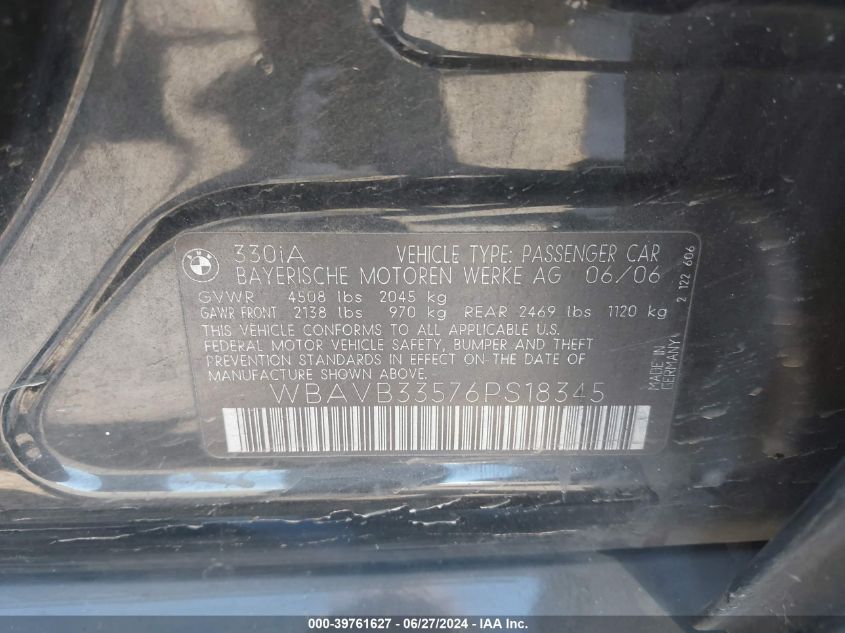 330iA VEHICLE TYPE: PASSENGER CAR
BAYERISCHE MOTOREN WERKE AG 06/06
GVWR 4508 lbs 2045 kg
GAWR FRONT 2138 lbs 970 kg REAR 2469 lbs 1120 kg
THIS VEHICLE CONFORMS TO ALL APPLICABLE U.S.
FEDERAL MOTOR VEHICLE SAFETY, BUMPER AND THEFT
PREVENTION STANDARDS IN EFFECT ON THE DATE OF
MANUFACTURE SHOWN ABOVE.
WBAVB33576PS18345
2 122 606
MADE IN
GERMANY
000-39761627 - 06/27/2024 - IAA Inc.